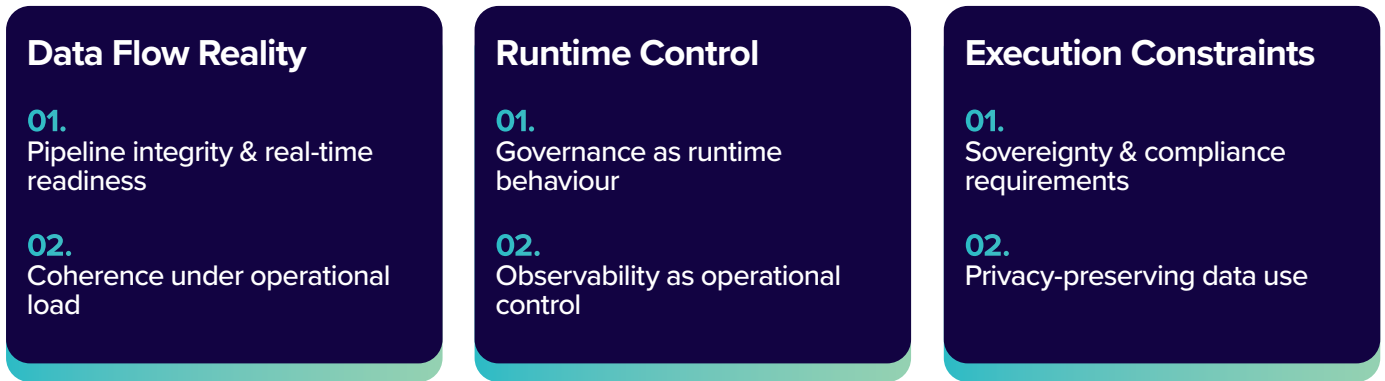 Data Flow Reality
01.
Pipeline integrity & real-time
readiness
02.
Coherence under operational
load
Runtime Control
01.
Governance as runtime
behaviour
02.
Observability as operational
control
Execution Constraints
01.
Sovereignty & compliance
requirements
02.
Privacy-preserving data use